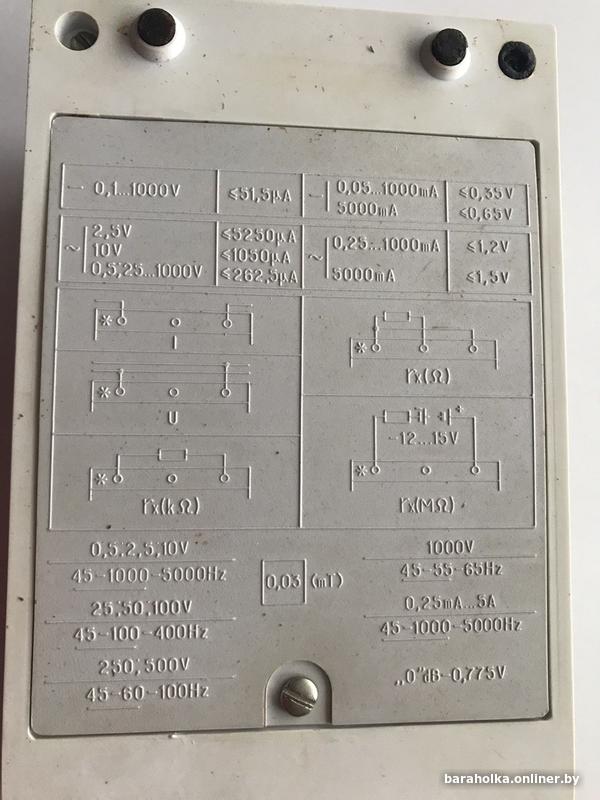 – 0,1...1000V ≤51,5μA – 0,05...1000mA ≤0,35V
5000mA ≤0,65V
~ 2,5V ≤5250μA ~ 0,25...1000mA ≤1,2V
10V ≤1050μA
0,5;25...1000V ≤262,5μA 5000mA ≤1,5V
* I
* U
* rx(kΩ)
* rx(Ω)
–12...15V
* rx(MΩ)
0,5;2,5;10V
45–1000–5000Hz
25;50;100V
45–100–400Hz
250;500V
45–60–100Hz
0,03 (mT)
1000V
45–55–65Hz
0,25mA...5A
45–1000–5000Hz
„0"dB–0,775V
baraholka.onliner.by